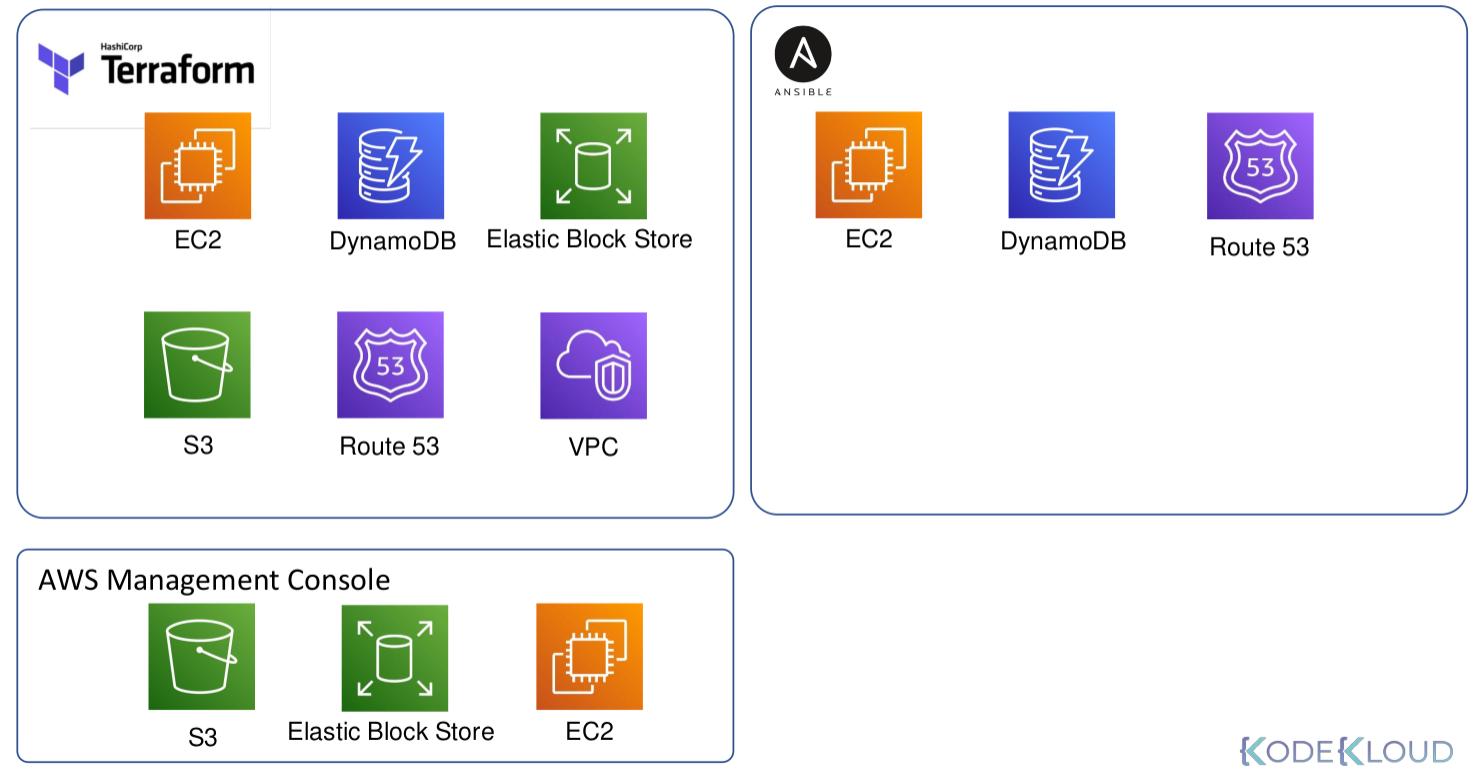 HashiCorp
Terraform
EC2
DynamoDB
Elastic Block Store
S3
53
Route 53
VPC
A
ANSIBLE
EC2
DynamoDB
53
Route 53
AWS Management Console
S3
Elastic Block Store
EC2
KODEKLOUD